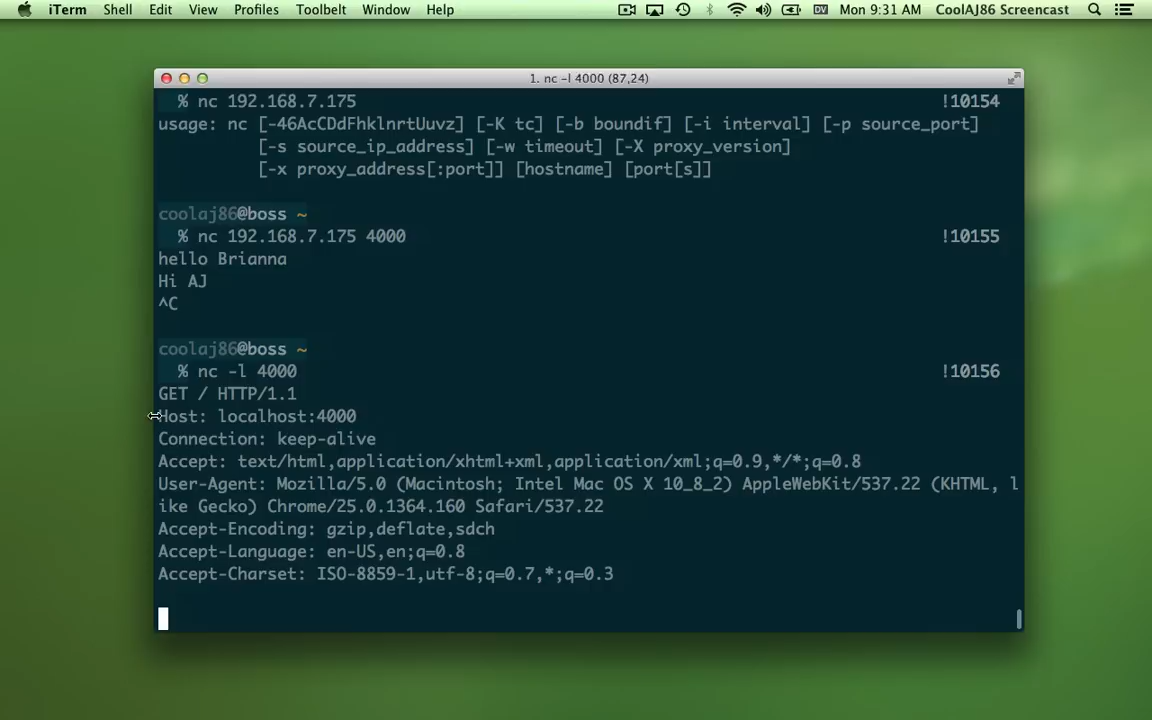 iTerm Shell Edit View Profiles Toolbelt Window Help DV Mon 9:31 AM CoolAJ86 Screencast
1. nc -l 4000 (87,24)
% nc 192.168.7.175 !10154
usage: nc [-46AcCDdFhklnrtUuvz] [-K tc] [-b boundif] [-i interval] [-p source_port]
[-s source_ip_address] [-w timeout] [-X proxy_version]
[-x proxy_address[:port]] [hostname] [port[s]]
coolaj86@boss ~
% nc 192.168.7.175 4000 !10155
hello Brianna
Hi AJ
^C
coolaj86@boss ~
% nc -l 4000 !10156
GET / HTTP/1.1
Host: localhost:4000
Connection: keep-alive
Accept: text/html,application/xhtml+xml,application/xml;q=0.9,*/*;q=0.8
User-Agent: Mozilla/5.0 (Macintosh; Intel Mac OS X 10_8_2) AppleWebKit/537.22 (KHTML, l
ike Gecko) Chrome/25.0.1364.160 Safari/537.22
Accept-Encoding: gzip,deflate,sdch
Accept-Language: en-US,en;q=0.8
Accept-Charset: ISO-8859-1,utf-8;q=0.7,*;q=0.3